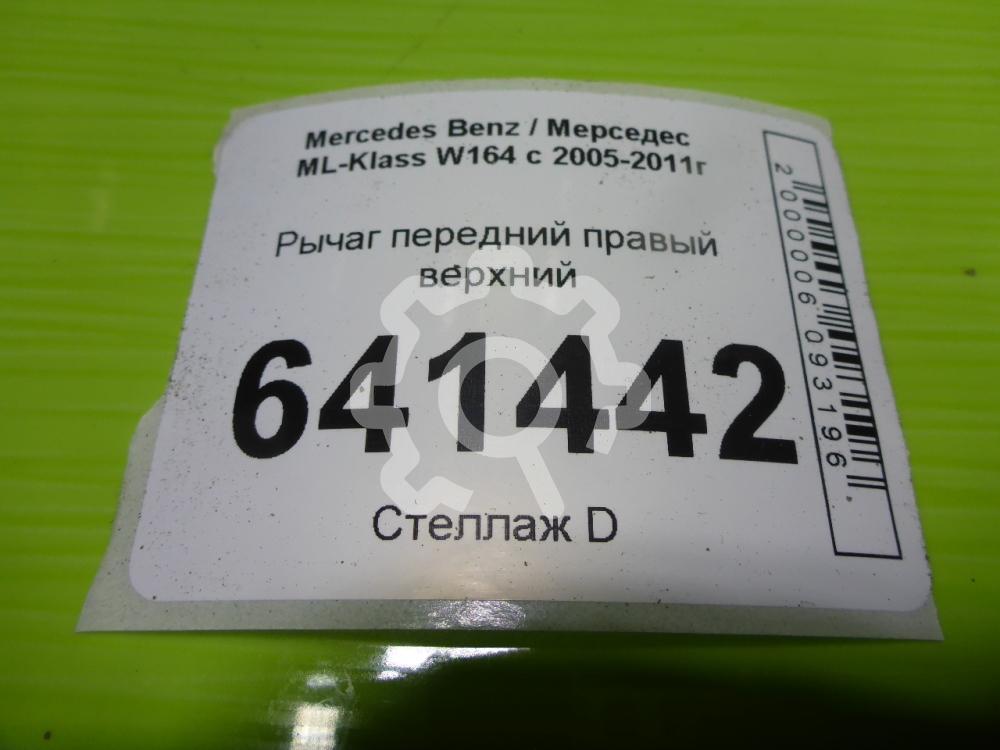 Mercedes Benz / Мерседес
ML-Klass W164 с 2005-2011г
Рычаг передний правый
верхний
641442
Стеллаж D
2000006093196